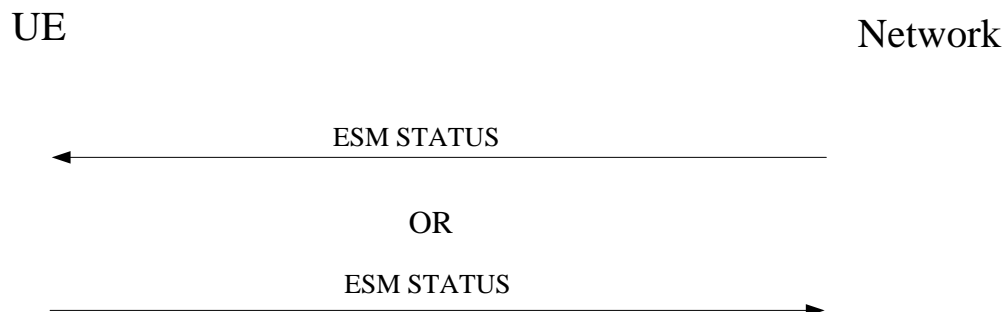 UE
Network
ESM STATUS
OR
ESM STATUS